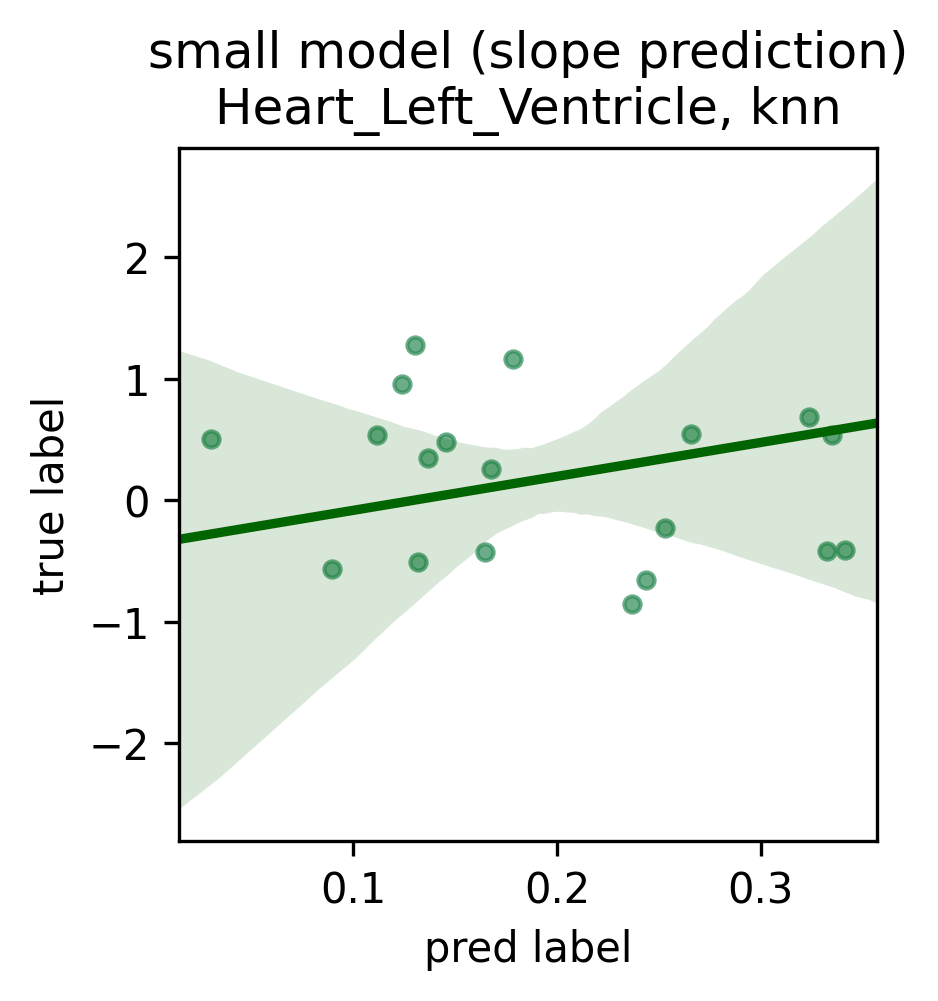 small model (slope prediction)
Heart_Left_Ventricle, knn
2
1
0
−1
−2
true label
0.1 0.2 0.3
pred label